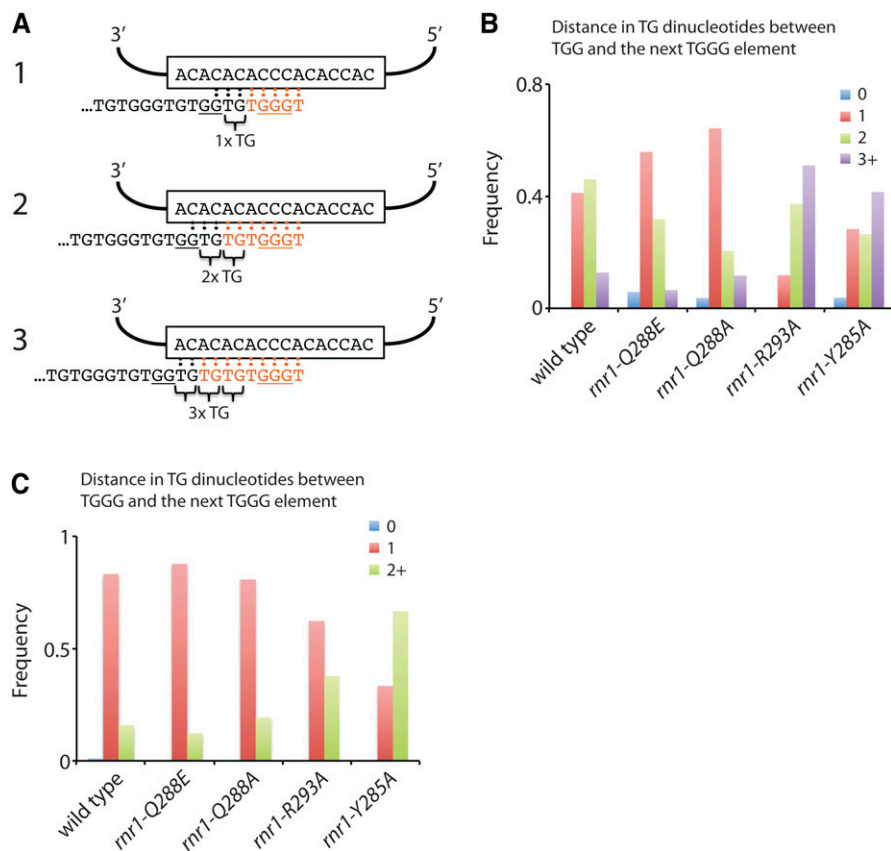 A
3′ 5′
1
ACACACACCCACACCAC
...TGTGGGTGTGGTGTGGGT
1x TG
2
3′ 5′
ACACACACCCACACCAC
...TGTGGGTGTGGTGTGTGGGT
2x TG
3
3′ 5′
ACACACACCCACACCAC
...TGTGGGTGTGGTGTGTGTGGGT
3x TG
B
Distance in TG dinucleotides between
TGG and the next TGGG element
0.8
0.4
0
Frequency
0
1
2
3+
wild type
rnr1-Q288E
rnr1-Q288A
rnr1-R293A
rnr1-Y285A
C
Distance in TG dinucleotides between
TGGG and the next TGGG element
1
0.5
0
Frequency
0
1
2+
wild type
rnr1-Q288E
rnr1-Q288A
rnr1-R293A
rnr1-Y285A